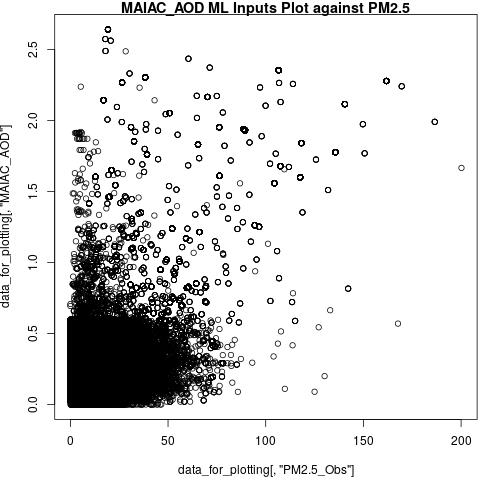 MAIAC_AOD ML Inputs Plot against PM2.5
data_for_plotting[, "MAIAC_AOD"]
2.5
2.0
1.5
1.0
0.5
0.0
0 50 100 150 200
data_for_plotting[, "PM2.5_Obs"]